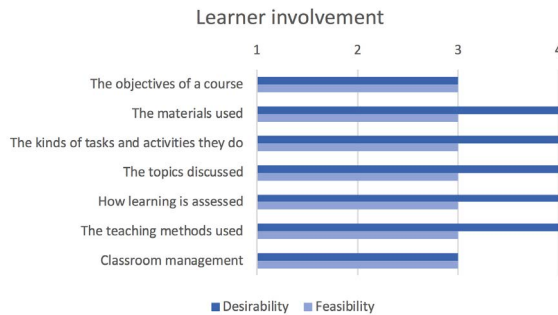 Learner involvement
1 2 3 4
The objectives of a course
The materials used
The kinds of tasks and activities they do
The topics discussed
How learning is assessed
The teaching methods used
Classroom management
Desirability Feasibility